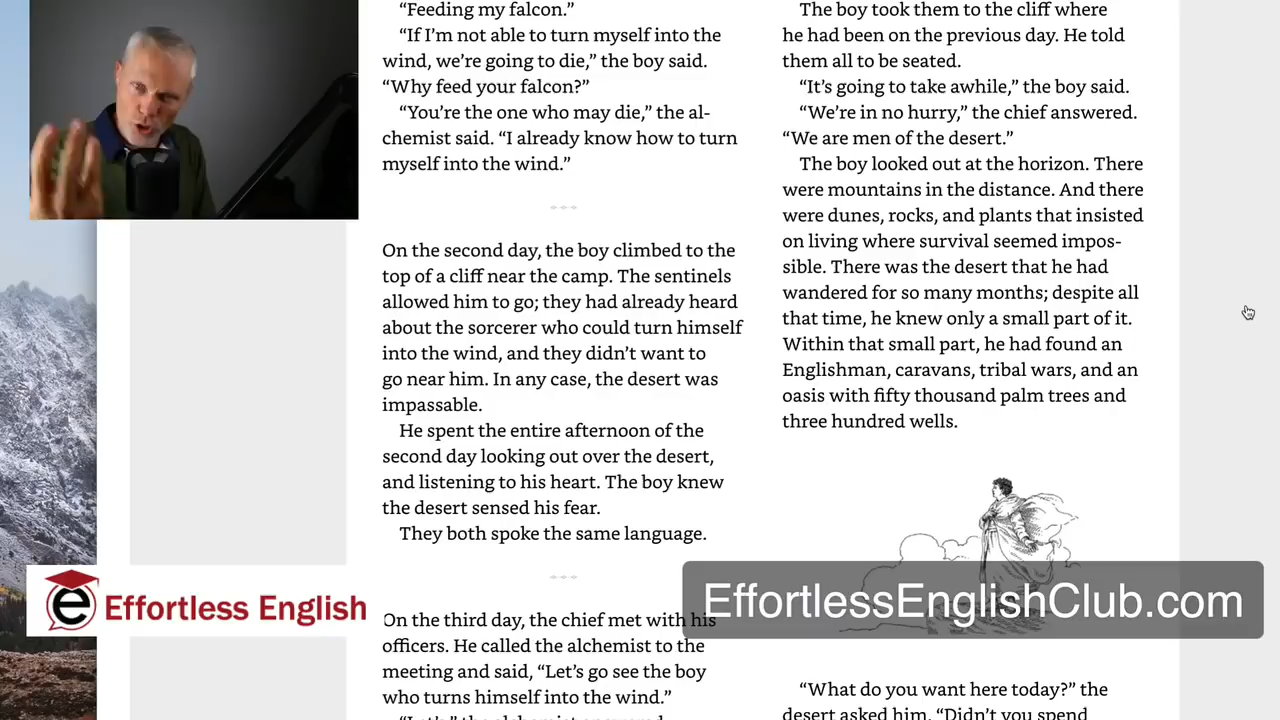 “Feeding my falcon.”
“If I’m not able to turn myself into the
wind, we’re going to die,” the boy said.
“Why feed your falcon?”
“You’re the one who may die,” the al-
chemist said. “I already know how to turn
myself into the wind.”
On the second day, the boy climbed to the
top of a cliff near the camp. The sentinels
allowed him to go; they had already heard
about the sorcerer who could turn himself
into the wind, and they didn’t want to
go near him. In any case, the desert was
impassable.
He spent the entire afternoon of the
second day looking out over the desert,
and listening to his heart. The boy knew
the desert sensed his fear.
They both spoke the same language.
On the third day, the chief met with his
officers. He called the alchemist to the
meeting and said, “Let’s go see the boy
who turns himself into the wind.”
“Let’s,” the alchemist answered.
The boy took them to the cliff where
he had been on the previous day. He told
them all to be seated.
“It’s going to take awhile,” the boy said.
“We’re in no hurry,” the chief answered.
“We are men of the desert.”
The boy looked out at the horizon. There
were mountains in the distance. And there
were dunes, rocks, and plants that insisted
on living where survival seemed impos-
sible. There was the desert that he had
wandered for so many months; despite all
that time, he knew only a small part of it.
Within that small part, he had found an
Englishman, caravans, tribal wars, and an
oasis with fifty thousand palm trees and
three hundred wells.
“What do you want here today?” the
desert asked him. “Didn’t you spend
e Effortless English
EffortlessEnglishClub.com